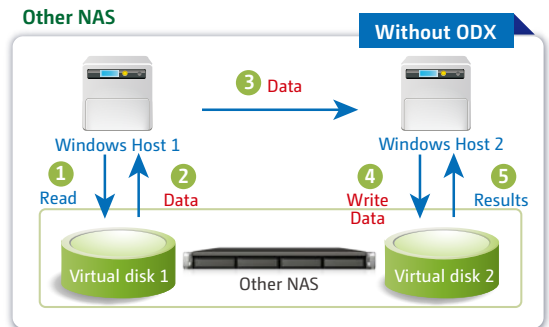 Other NAS
Without ODX
3 Data
Windows Host 1
Windows Host 2
1
Read
2
Data
4
Write
Data
5
Results
Virtual disk 1
Other NAS
Virtual disk 2